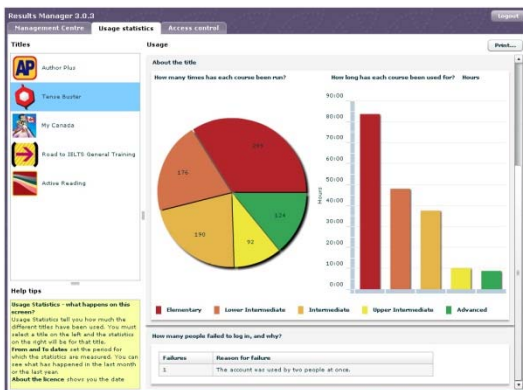 Results Manager 3.0.3
Logout
Management Centre Usage statistics Access control
Titles
Usage
Print...
AP
Author Plus
Tense Buster
My Canada
Road to IELTS General Training
Active Reading
Help tips
Usage Statistics - what happens on this
screen?
Usage Statistics tell you how much the
different titles have been used. You must
select a title on the left and the statistics
on the right will be for that title.
From and To dates set the period for
which the statistics are measured. You can
see what has happened in the last month
or the last year.
About the licence shows you the date
About the title
How many times has each course been run?
176
190
92
124
How long has each course been used for? Hours
90:00
80:00
70:00
60:00
50:00
40:00
30:00
20:00
10:00
0:00
Hours
Elementary Lower Intermediate Intermediate Upper Intermediate Advanced
How many people failed to log in, and why?
Failures Reason for failure
1 The account was used by two people at once.